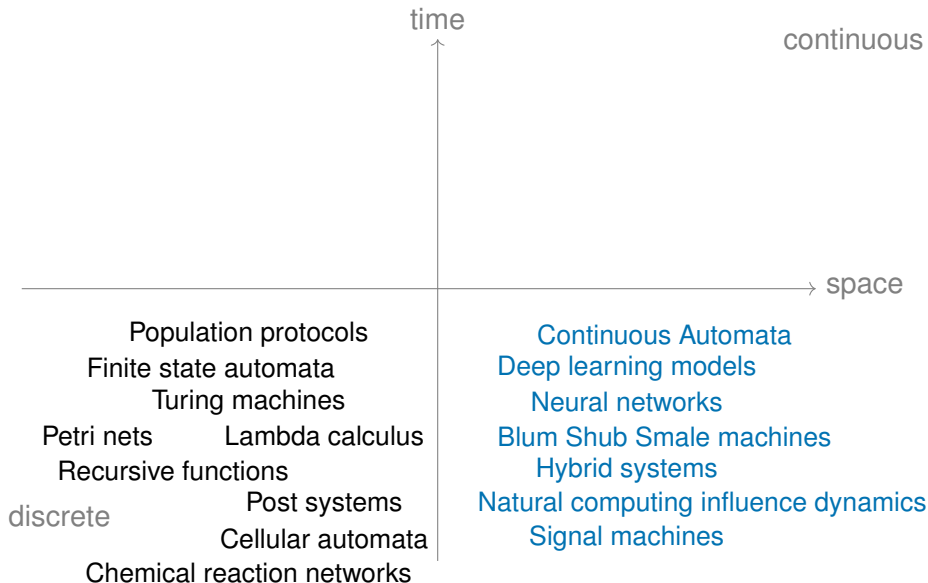 time
continuous
space
Population protocols
Continuous Automata
Finite state automata
Deep learning models
Turing machines
Neural networks
Petri nets
Lambda calculus
Blum Shub Smale machines
Recursive functions
Hybrid systems
Post systems
Natural computing influence dynamics
discrete
Cellular automata
Signal machines
Chemical reaction networks